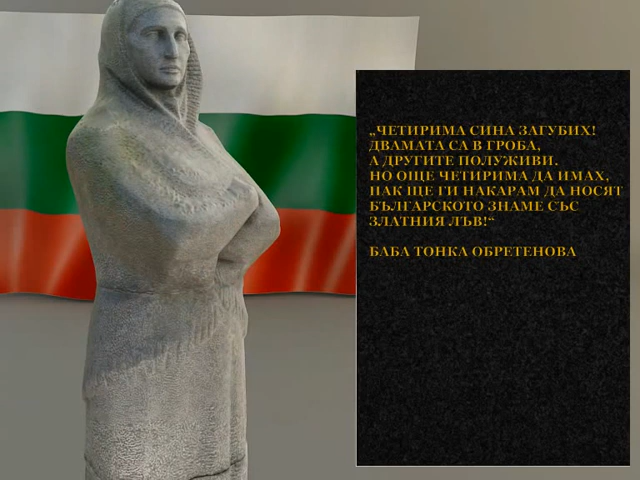 „ЧЕТИРИМА СИНА ЗАГУБИХ!
ДВАМАТА СА В ГРОБА,
А ДРУГИТЕ ПОЛУЖИВИ.
НО ОЩЕ ЧЕТИРИМА ДА ИМАХ,
ПАК ЩЕ ГИ НАКАРАМ ДА НОСЯТ
БЪЛГАРСКОТО ЗНАМЕ СЪС
ЗЛАТНИЯ ЛЪВ!“
БАБА ТОНКА ОБРЕТЕНОВА